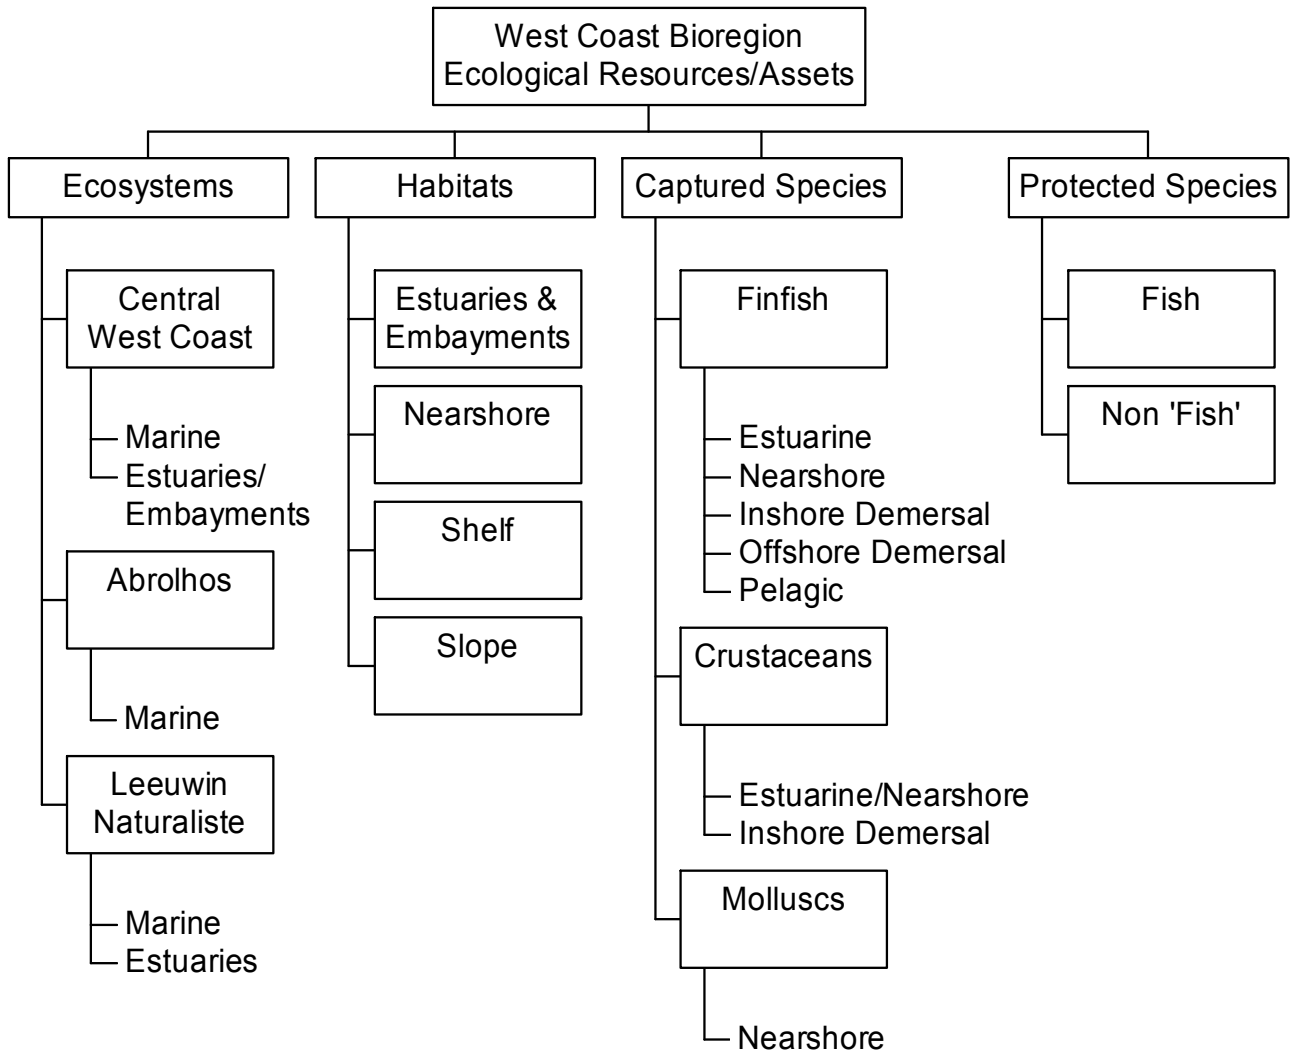 West Coast Bioregion
Ecological Resources/Assets
Ecosystems
Central
West Coast
Marine
Estuaries/
Embayments
Abrolhos
Marine
Leeuwin
Naturaliste
Marine
Estuaries
Habitats
Estuaries &
Embayments
Nearshore
Shelf
Slope
Captured Species
Finfish
Estuarine
Nearshore
Inshore Demersal
Offshore Demersal
Pelagic
Crustaceans
Estuarine/Nearshore
Inshore Demersal
Molluscs
Nearshore
Protected Species
Fish
Non 'Fish'